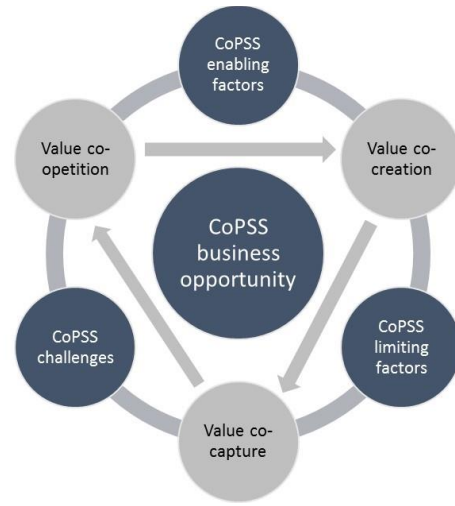 CoPSS
enabling
factors
Value co-
opetition
Value co-
creation
CoPSS
business
opportunity
CoPSS
challenges
CoPSS
limiting
factors
Value co-
capture